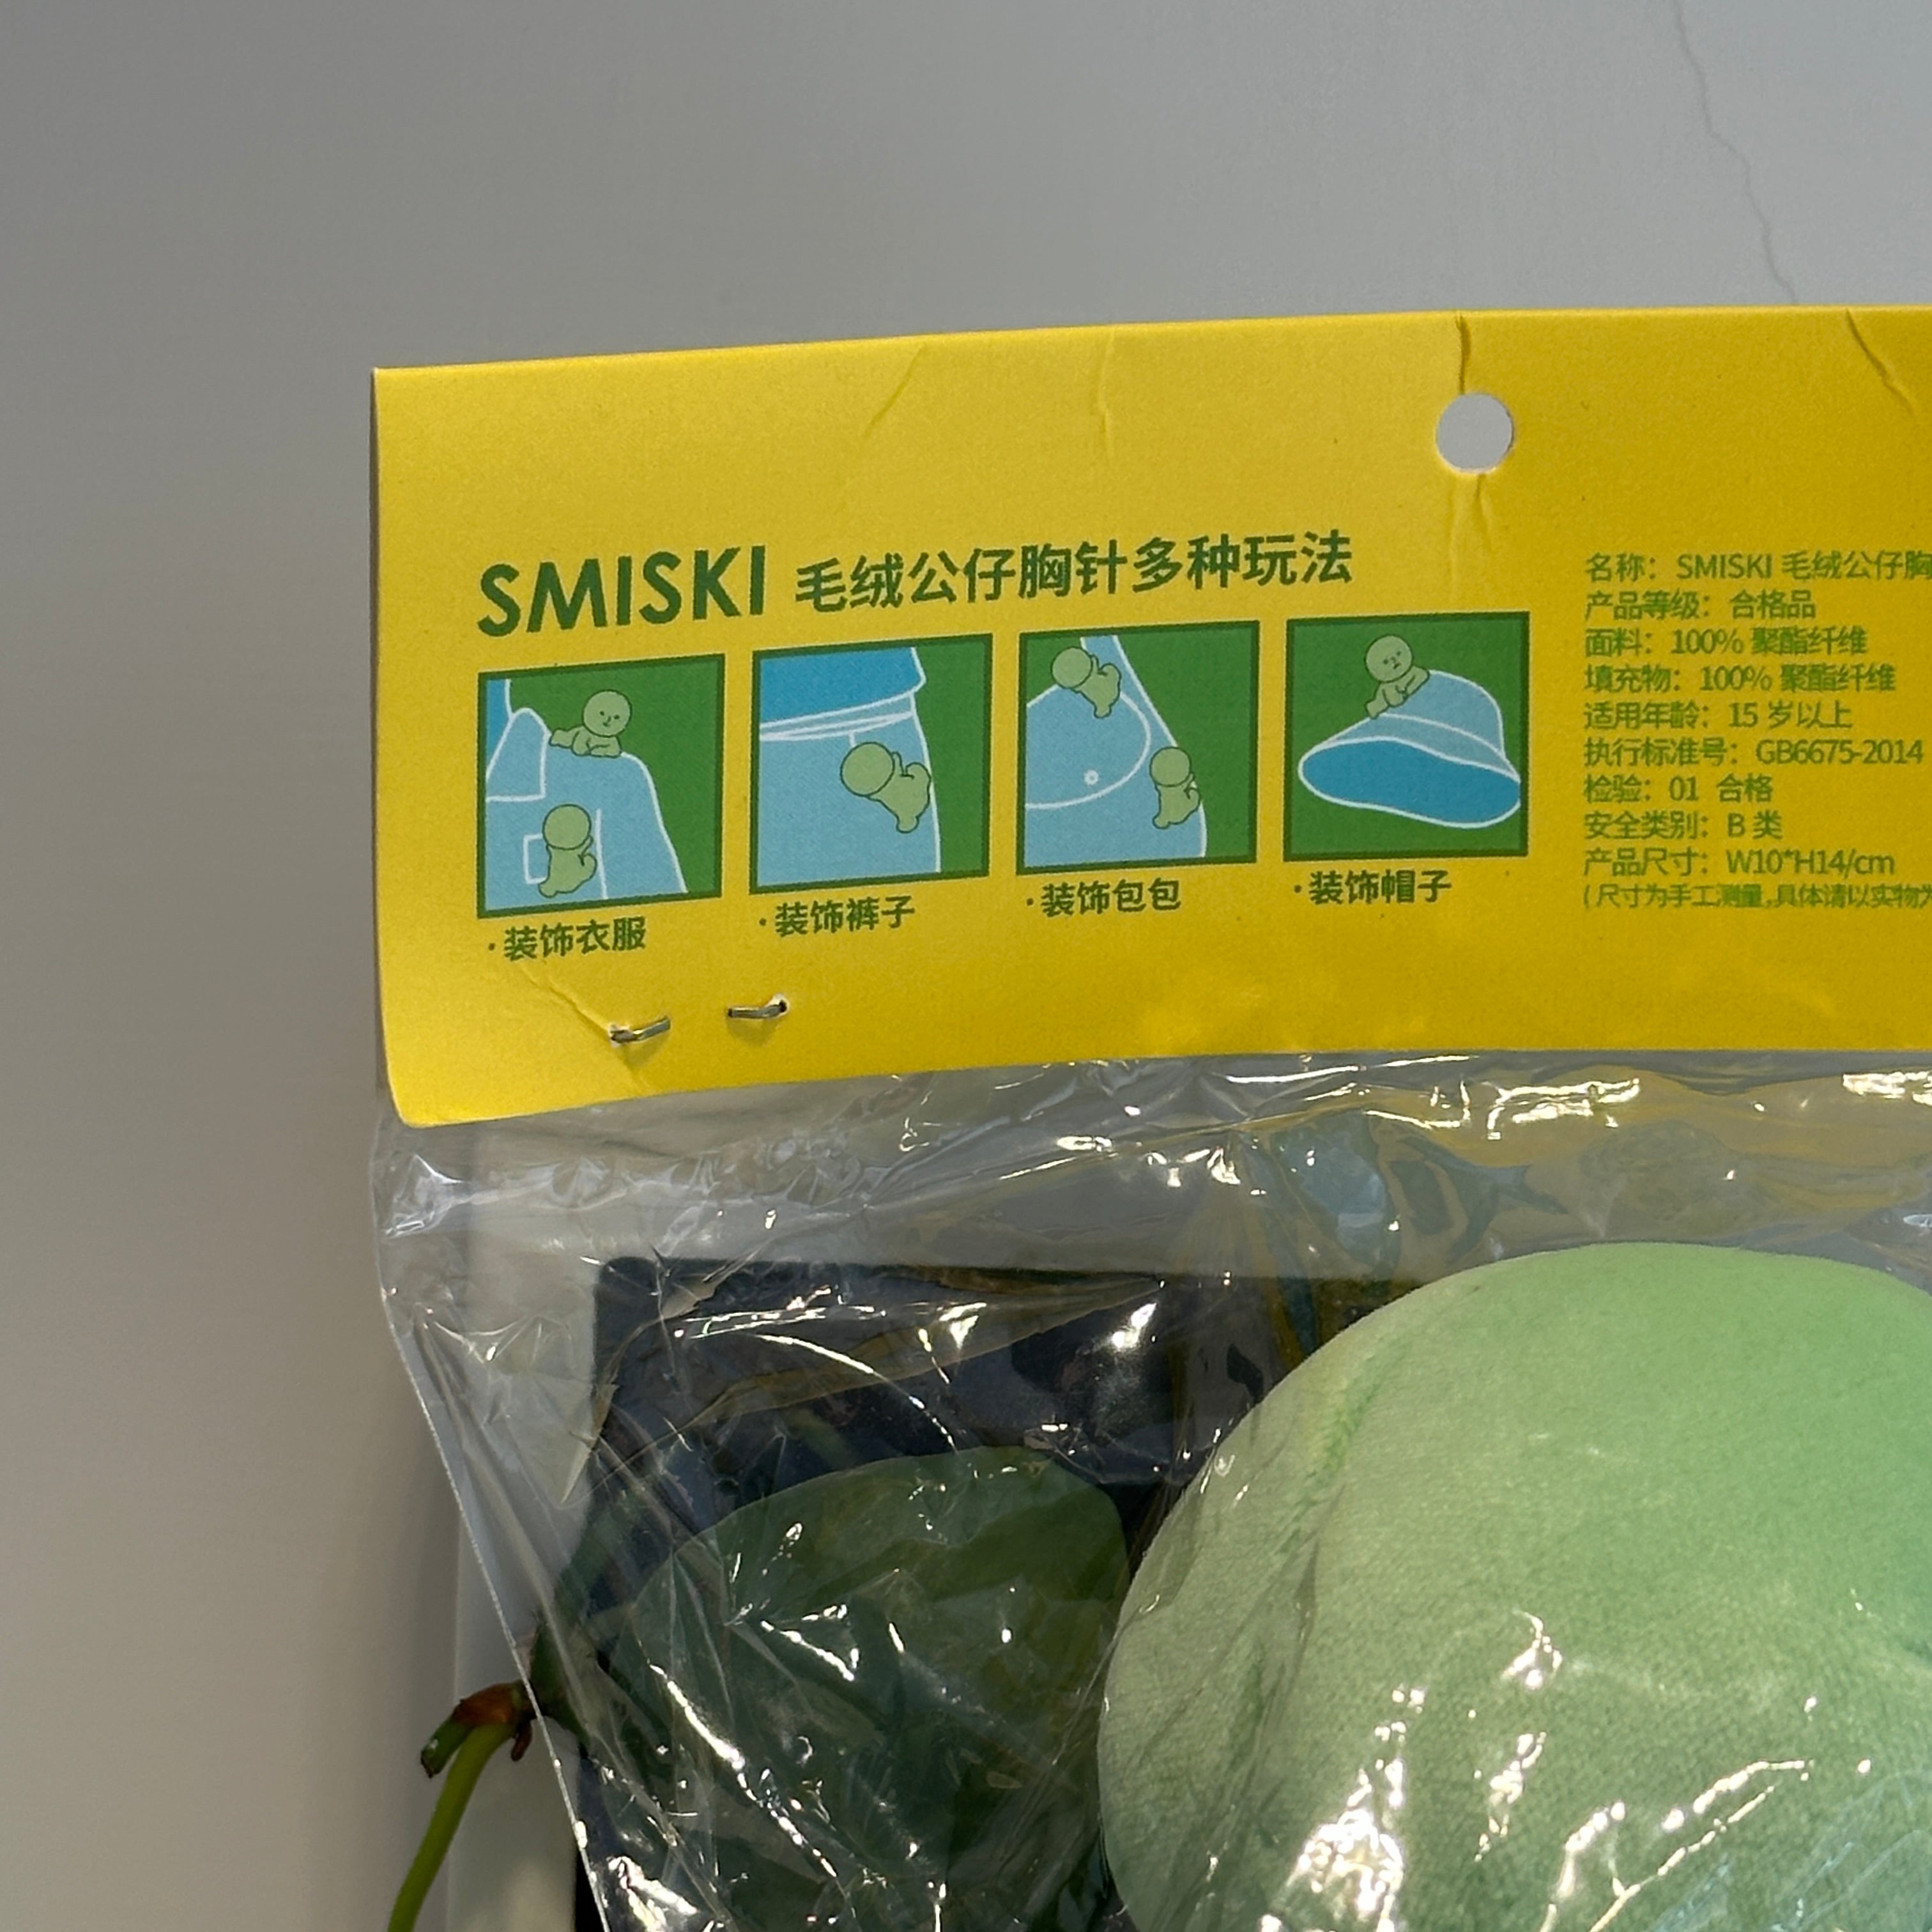 SMISKI 毛绒公仔胸针多种玩法
·装饰衣服
·装饰裤子
·装饰包包
·装饰帽子
名称：SMISKI 毛绒公仔胸
产品等级：合格品
面料：100% 聚酯纤维
填充物：100% 聚酯纤维
适用年龄：15 岁以上
执行标准号：GB6675-2014
检验：01 合格
安全类别：B 类
产品尺寸：W10*H14/cm
(尺寸为手工测量,具体请以实物为